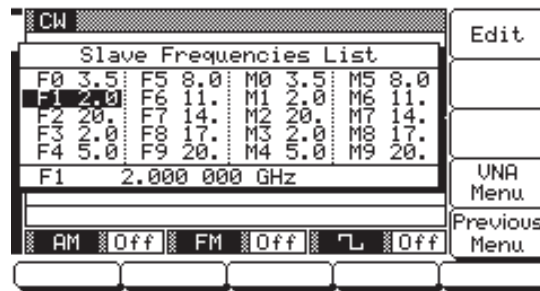 CW
Edit
Slave Frequencies List
F0 3.5 F5 8.0 M0 3.5 M5 8.0
F1 2.0 F6 11. M1 2.0 M6 11.
F2 20. F7 14. M2 20. M7 14.
F3 2.0 F8 17. M3 2.0 M8 17.
F4 5.0 F9 20. M4 5.0 M9 20.
F1 2.000 000 GHz
VNA
Menu
Previous
Menu
AM Off FM Off Off